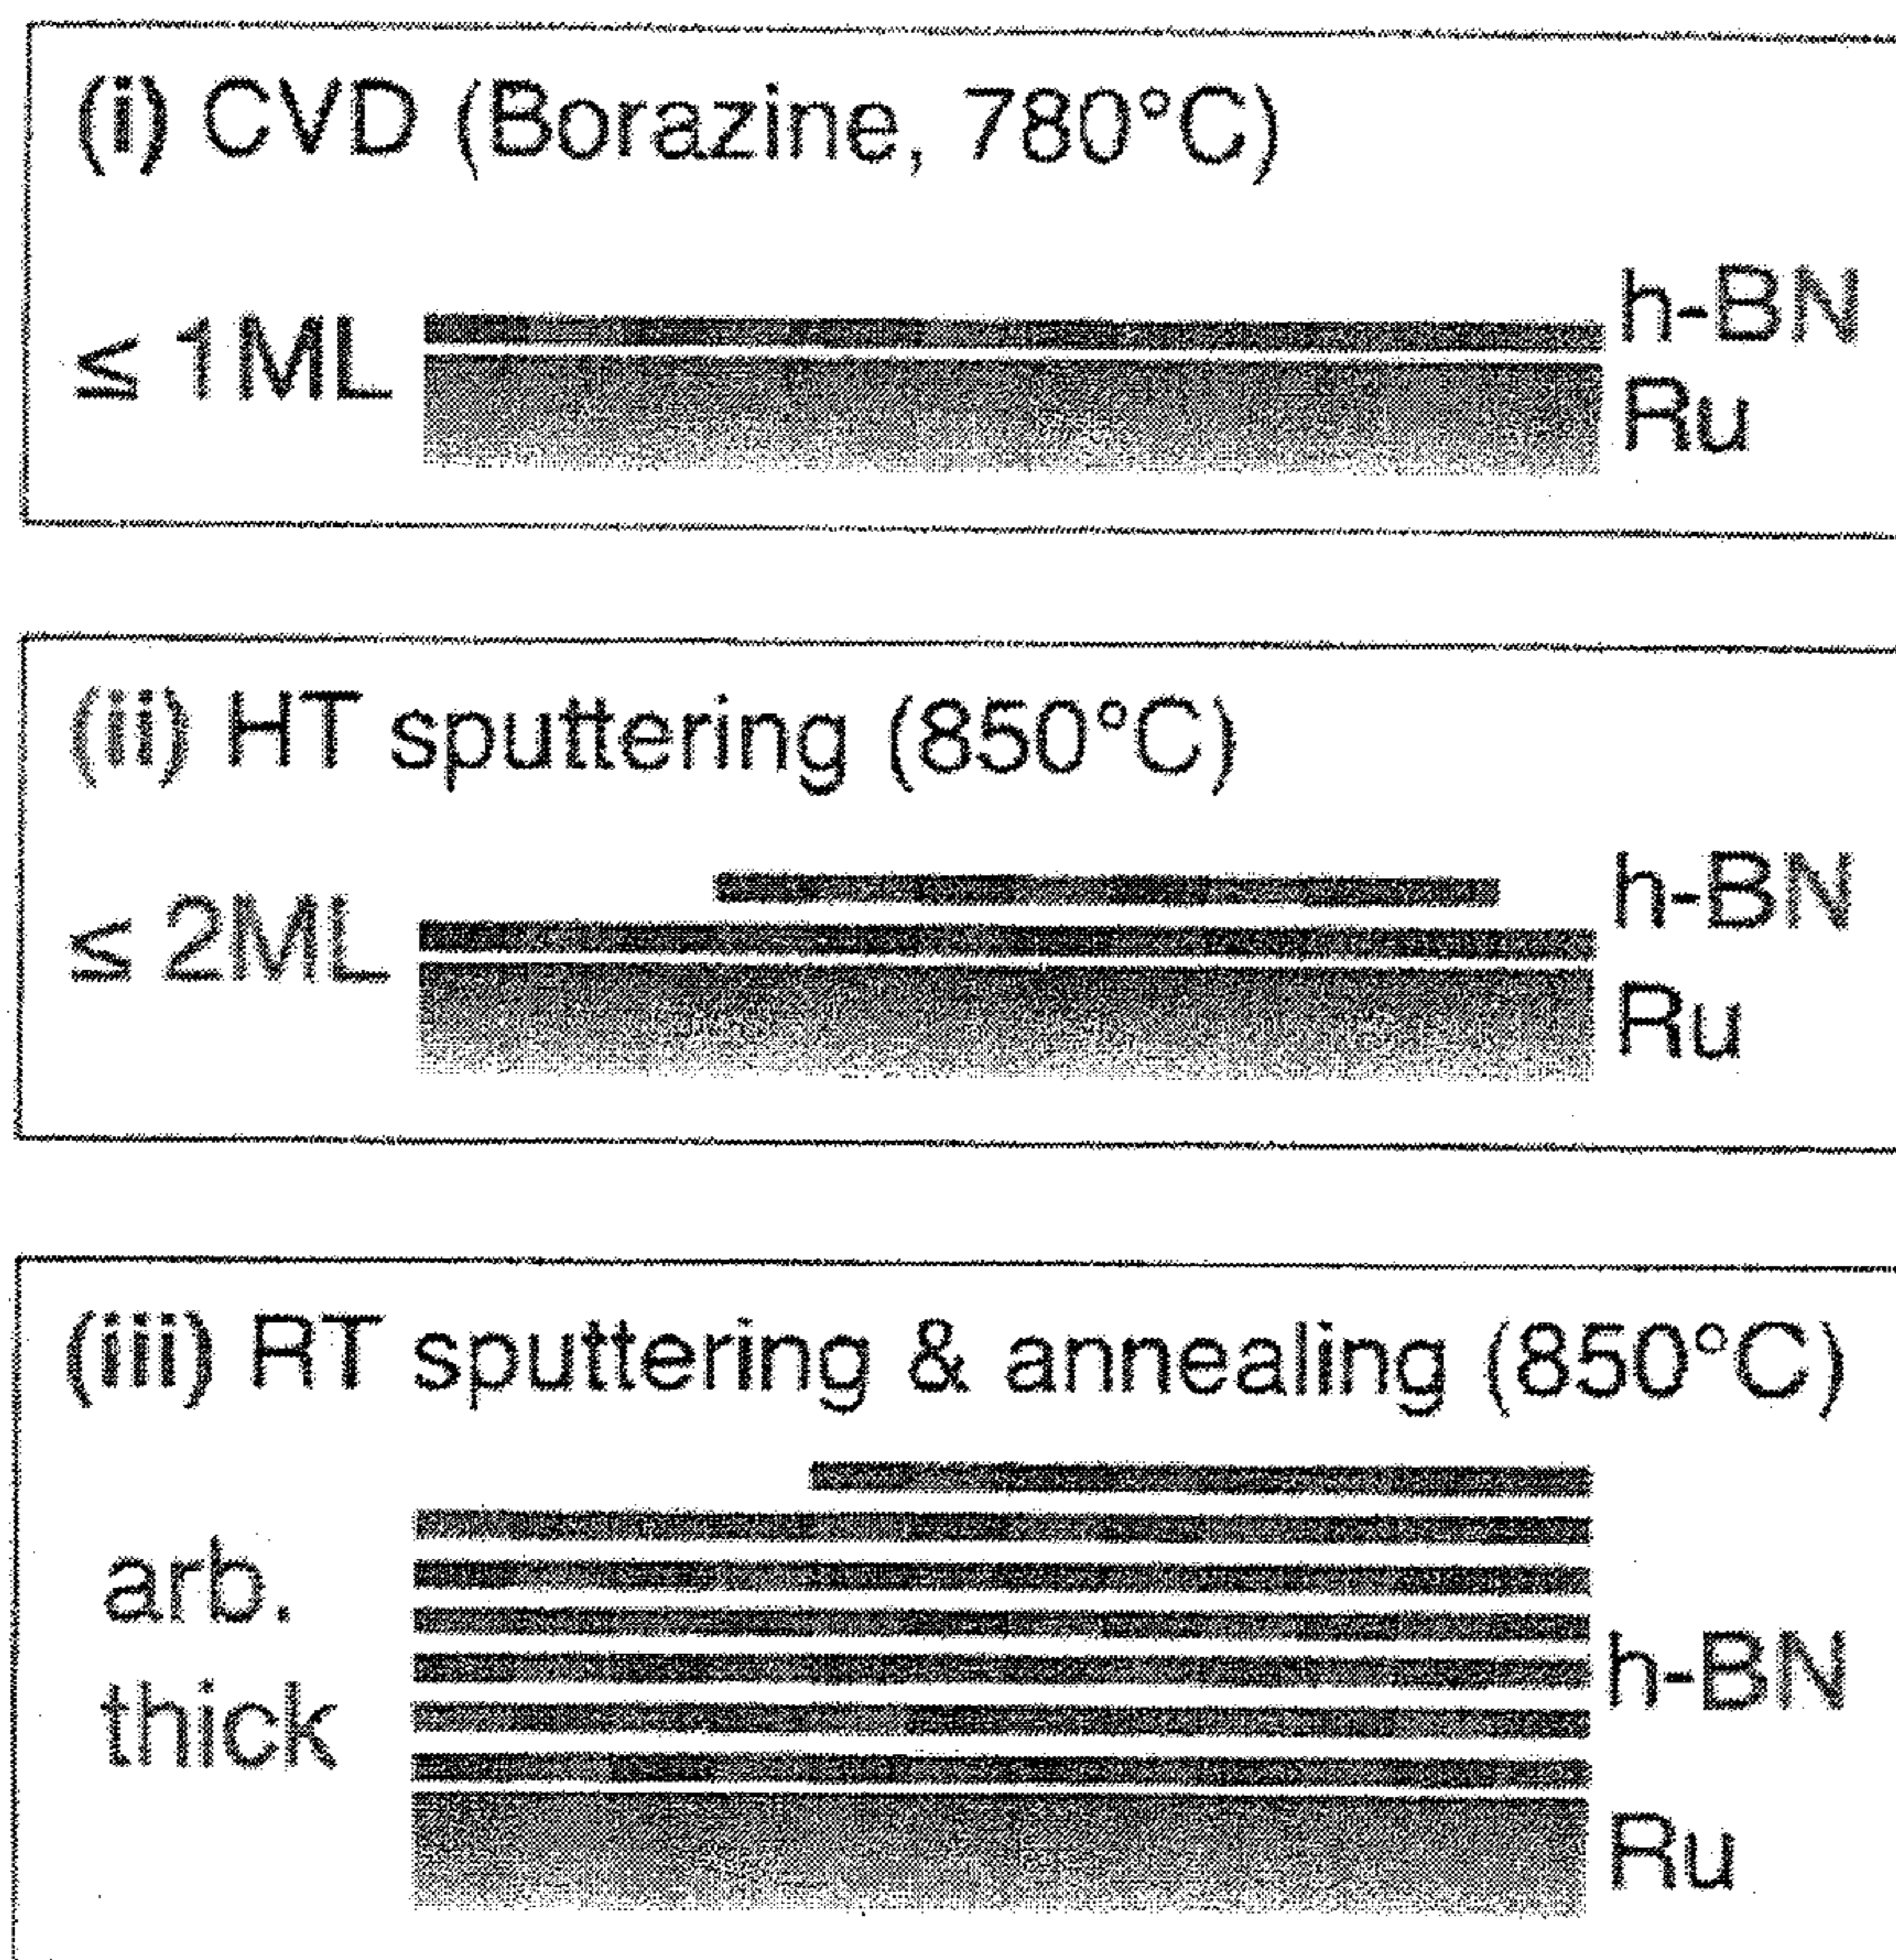 (i) CVD (Borazine, 780°C)
≤ 1ML
h-BN
Ru
(ii) HT sputtering (850°C)
≤ 2ML
h-BN
Ru
(iii) RT sputtering & annealing (850°C)
arb.
thick
h-BN
Ru